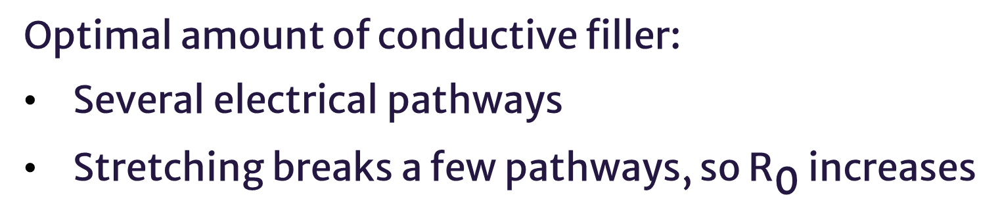 Optimal amount of conductive filler:
• Several electrical pathways
• Stretching breaks a few pathways, so R₀ increases